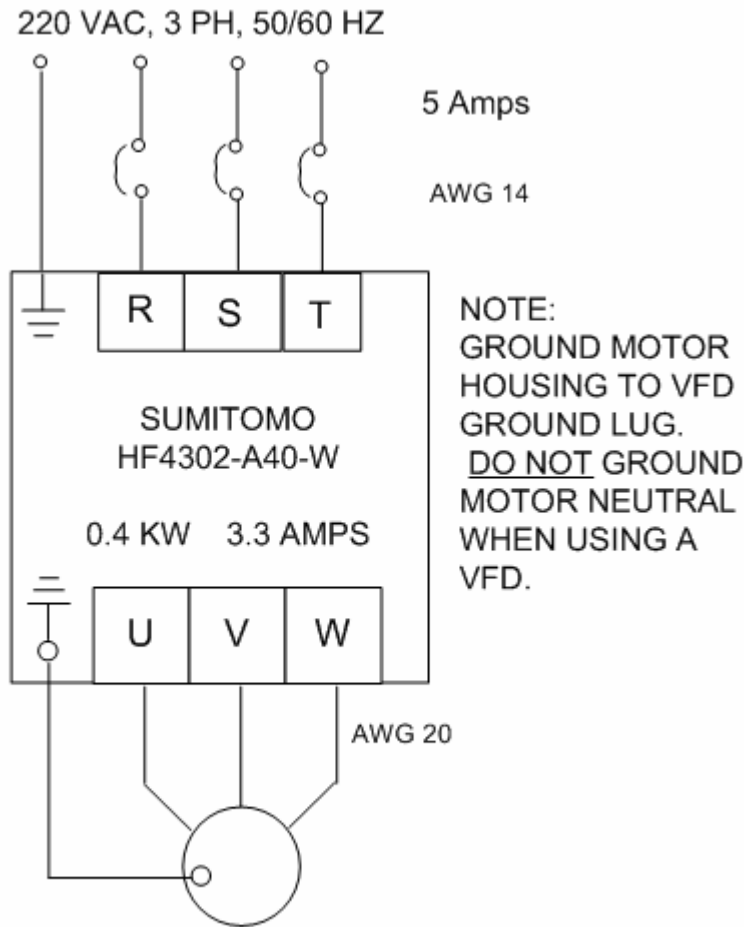 220 VAC, 3 PH, 50/60 HZ
5 Amps
AWG 14
R S T
NOTE:
GROUND MOTOR
HOUSING TO VFD
GROUND LUG.
DO NOT GROUND
MOTOR NEUTRAL
WHEN USING A
VFD.
SUMITOMO
HF4302-A40-W
0.4 KW 3.3 AMPS
U V W
AWG 20